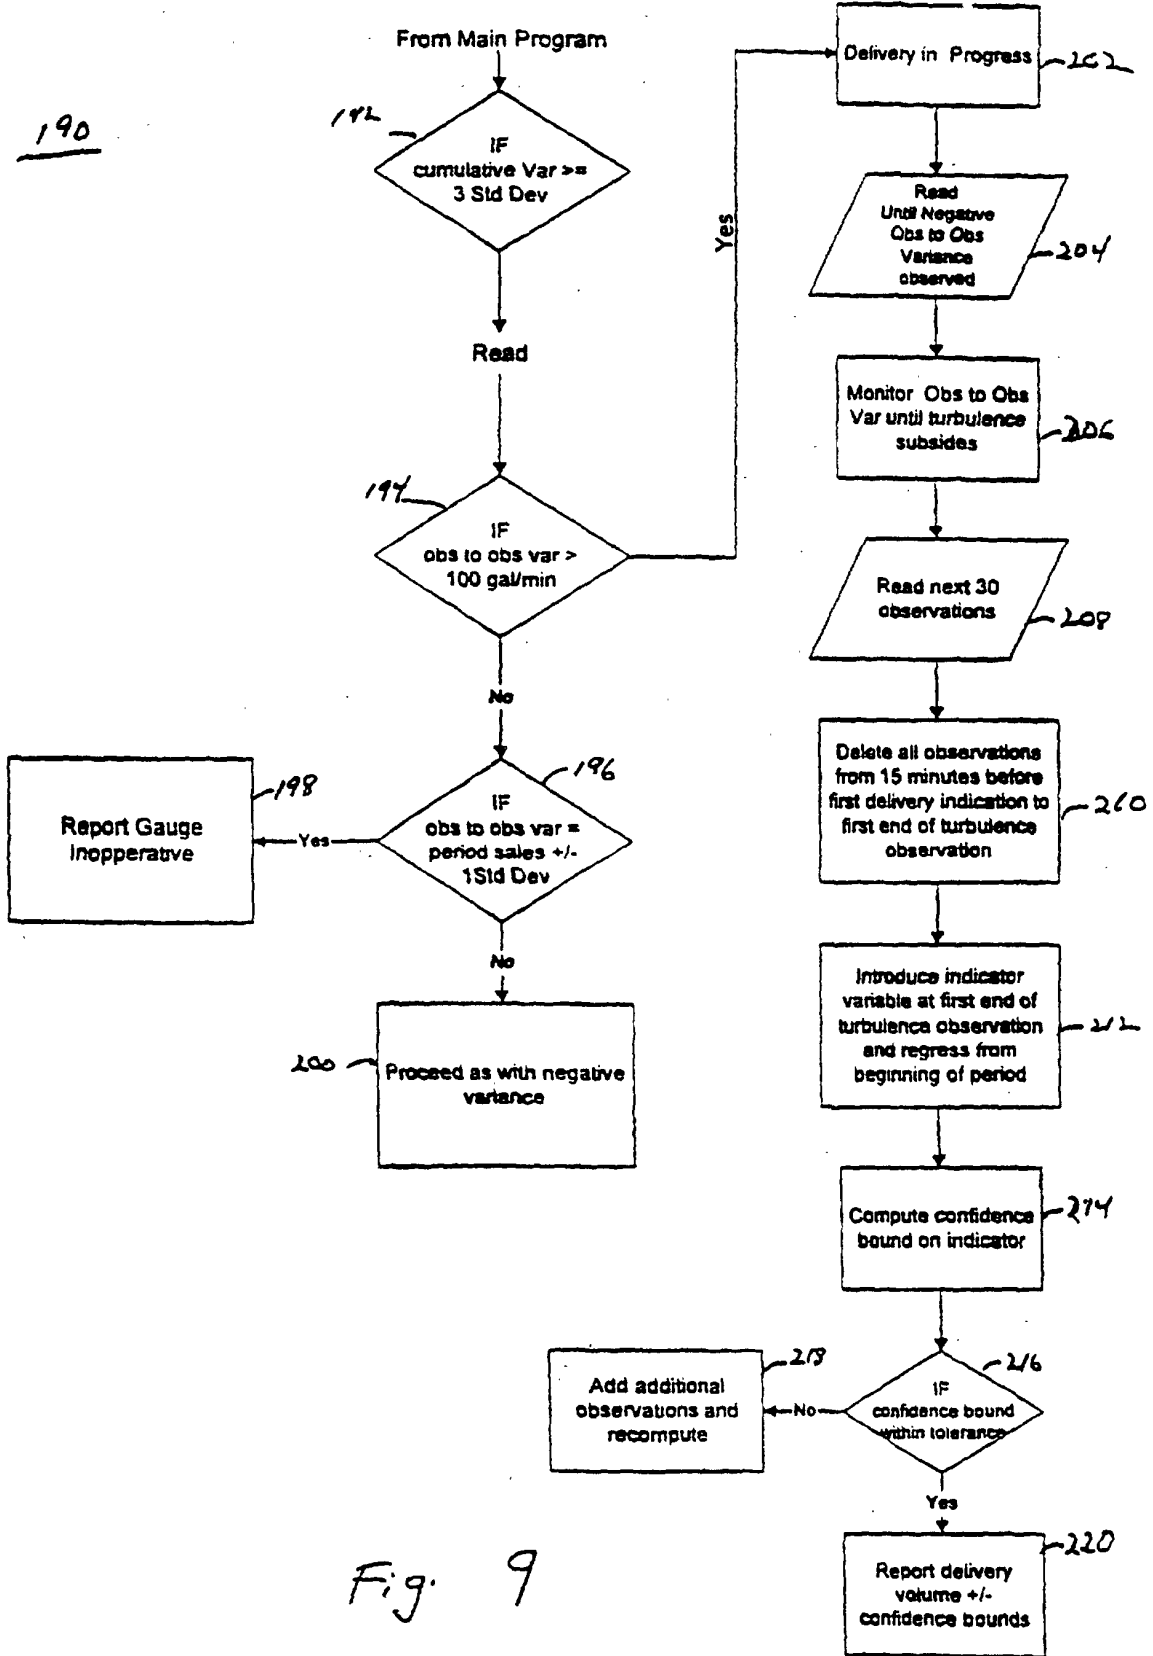 190
From Main Program
192
IF
cumulative Var >=
3 Std Dev
Read
194
IF
obs to obs var >
100 gal/min
Yes
No
196
IF
obs to obs var =
period sales +/-
1Std Dev
Yes
198
Report Gauge
Inopperative
No
200
Proceed as with negative
variance
Delivery in Progress
202
Read
Until Negative
Obs to Obs
Variance
observed
204
Monitor Obs to Obs
Var until turbulence
subsides
206
Read next 30
observations
208
Delete all observations
from 15 minutes before
first delivery indication to
first end of turbulence
observation
210
Introduce indicator
variable at first end of
turbulence observation
and regress from
beginning of period
212
Compute confidence
bound on indicator
214
216
IF
confidence bound
within tolerance
No
218
Add additional
observations and
recompute
Yes
220
Report delivery
volume +/-
confidence bounds
Fig. 9